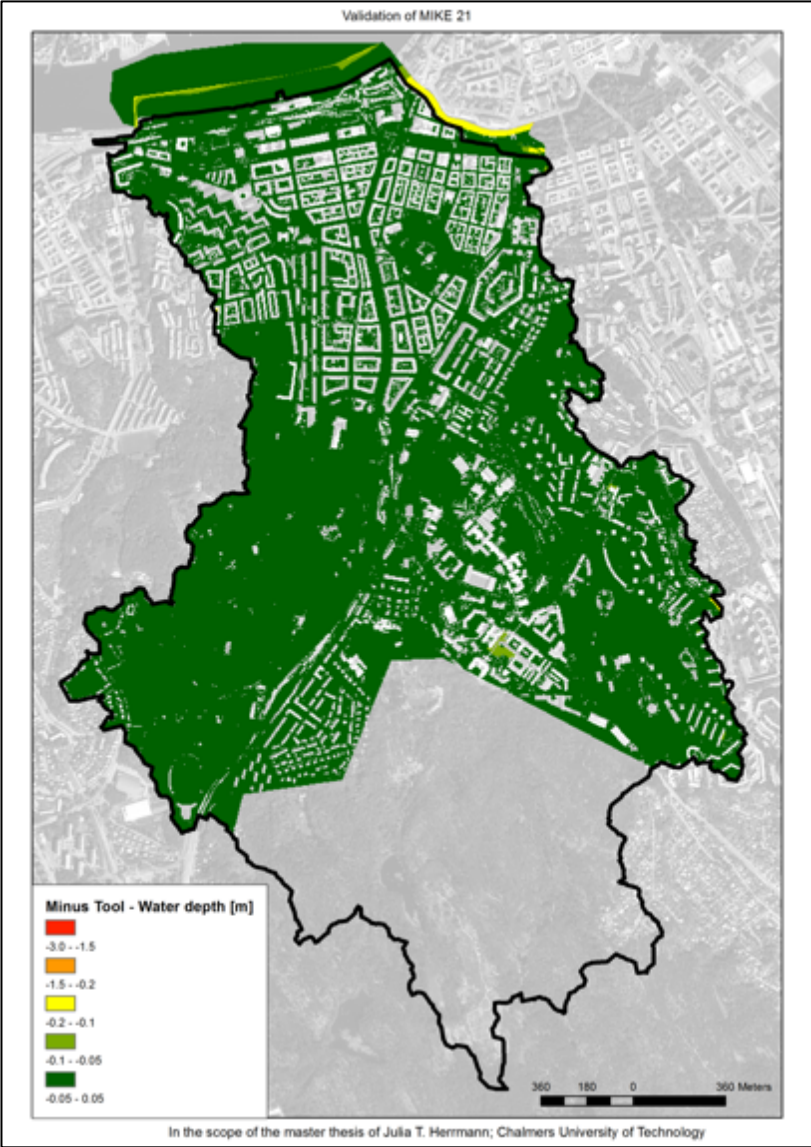 Validation of MIKE 21
Minus Tool - Water depth [m]
-3.0 - -1.5
-1.5 - -0.2
-0.2 - -0.1
-0.1 - -0.05
-0.05 - 0.05
360 180 0 360 Meters
In the scope of the master thesis of Julia T. Herrmann; Chalmers University of Technology